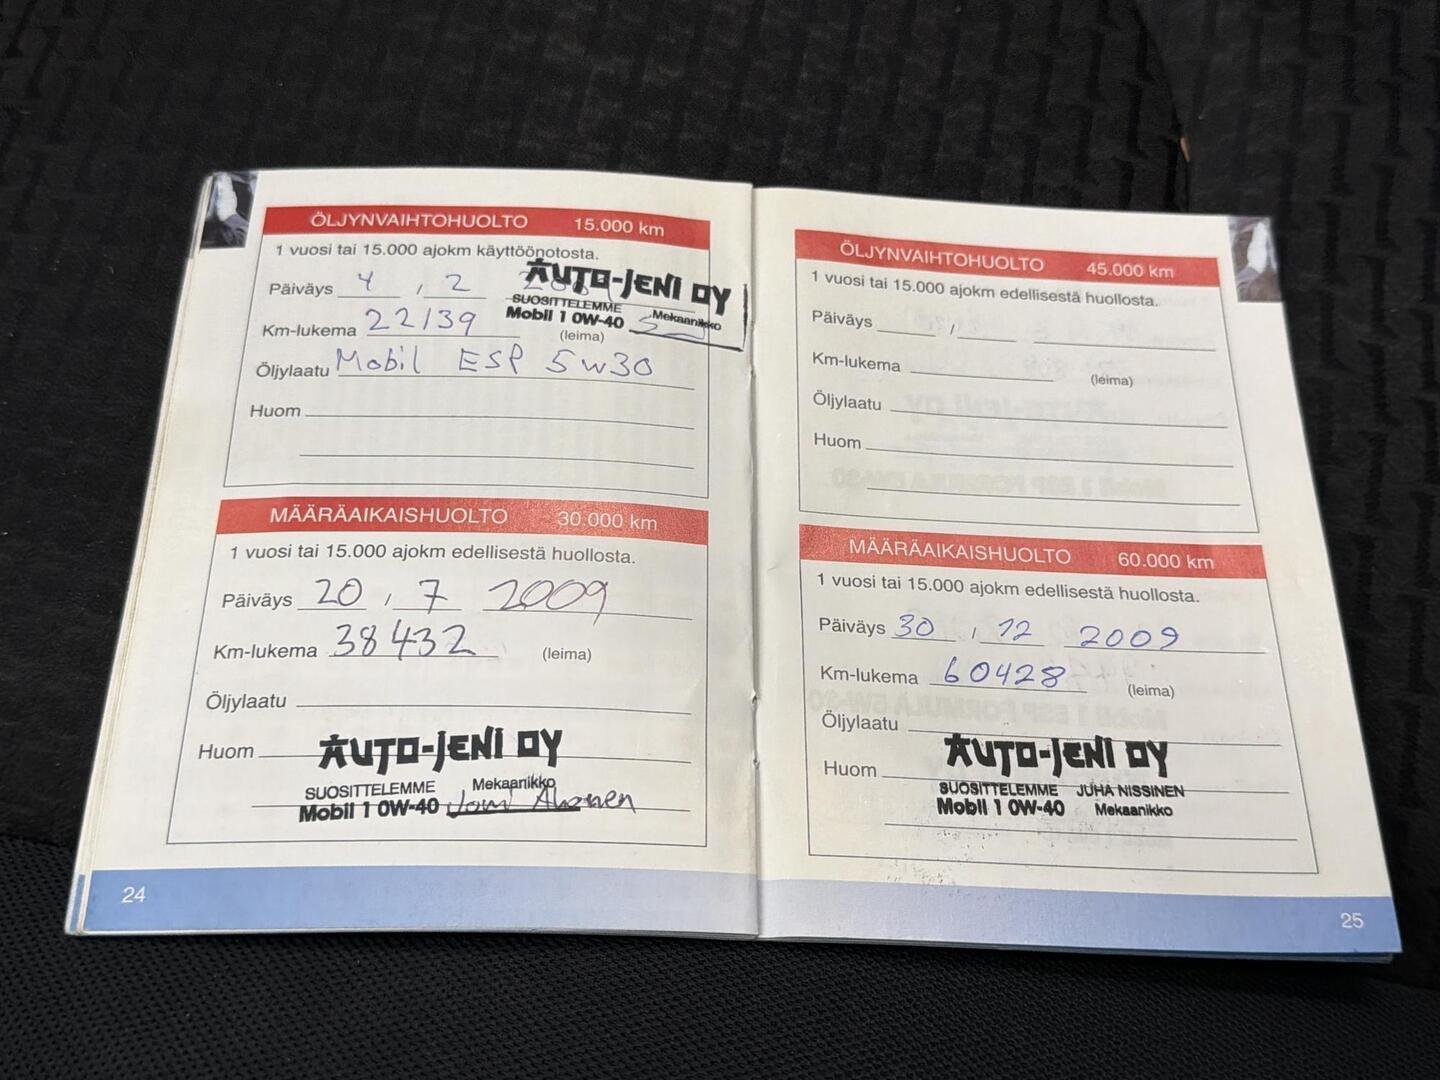 ÖLJYNVAIHTOHUOLTO 15.000 km
1 vuosi tai 15.000 ajokm käyttöönotosta.
Päiväys 4 , 2
AUTO-JENI OY
SUOSITTELEMME
Mobil 1 0W-40 Mekaanikko
Km-lukema 22139 (leima)
Öljylaatu Mobil ESP 5w30
Huom
MÄÄRÄAIKAISHUOLTO 30.000 km
1 vuosi tai 15.000 ajokm edellisestä huollosta.
Päiväys 20 , 7 2009
Km-lukema 38432 (leima)
Öljylaatu
Huom AUTO-JENI OY
SUOSITTELEMME Mekaanikko
Mobil 1 0W-40 Joni Ahonen
24
ÖLJYNVAIHTOHUOLTO 45.000 km
1 vuosi tai 15.000 ajokm edellisestä huollosta.
Päiväys ,
Km-lukema (leima)
Öljylaatu
Huom
MÄÄRÄAIKAISHUOLTO 60.000 km
1 vuosi tai 15.000 ajokm edellisestä huollosta.
Päiväys 30 , 12 2009
Km-lukema 60428 (leima)
Öljylaatu
Huom AUTO-JENI OY
SUOSITTELEMME JUHA NISSINEN
Mobil 1 0W-40 Mekaanikko
25